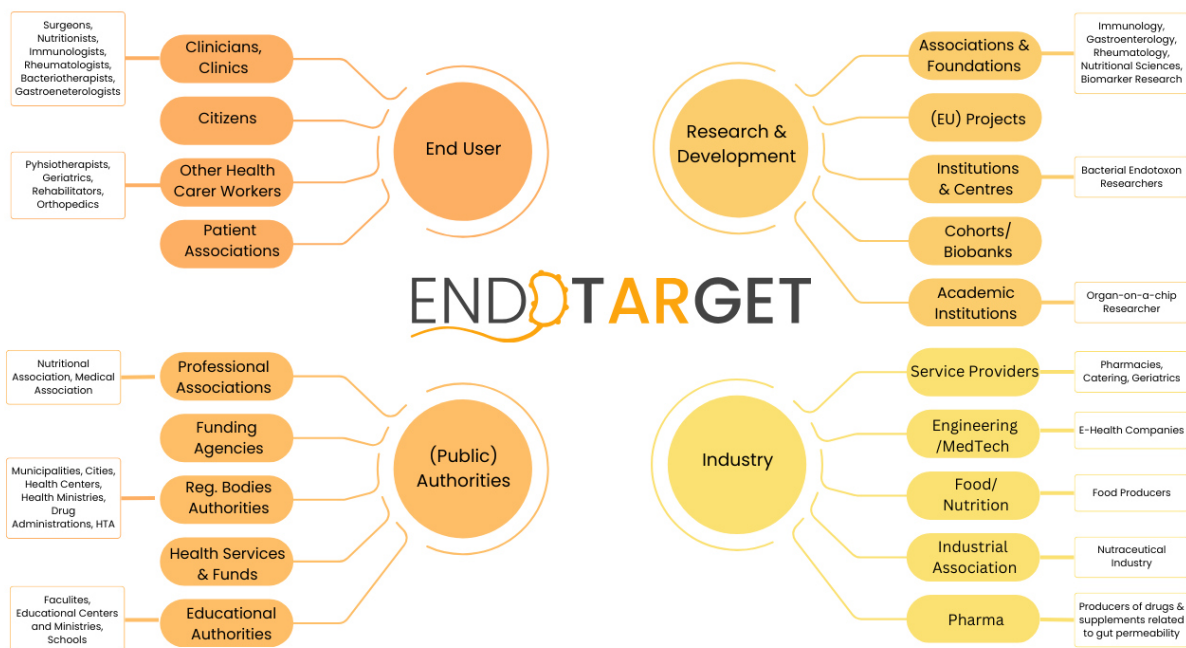 Surgeons,
Nutritionists,
Immunologists,
Rheumatologists,
Bacteriotherapists,
Gastroeneterologists
Clinicians,
Clinics
Citizens
Pyhsiotherapists,
Geriatrics,
Rehabilitators,
Orthopedics
Other Health
Carer Workers
Patient
Associations
End User
Research &
Development
Associations &
Foundations
Immunology,
Gastroenterology,
Rheumatology,
Nutritional Sciences,
Biomarker Research
(EU) Projects
Institutions
& Centres
Bacterial Endotoxon
Researchers
Cohorts/
Biobanks
Academic
Institutions
Organ-on-a-chip
Researcher
ENDOTARGET
Nutritional
Association, Medical
Association
Professional
Associations
Funding
Agencies
Municipalities, Cities,
Health Centers,
Health Ministries,
Drug
Administrations, HTA
Reg. Bodies
Authorities
Health Services
& Funds
Faculites,
Educational Centers
and Ministries,
Schools
Educational
Authorities
(Public)
Authorities
Industry
Service Providers
Pharmacies,
Catering, Geriatrics
Engineering
/MedTech
E-Health Companies
Food/
Nutrition
Food Producers
Industrial
Association
Nutraceutical
Industry
Pharma
Producers of drugs &
supplements related
to gut permeability